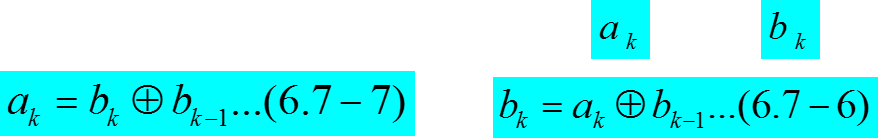 a_k b_k
a_k = b_k ⊕ b_{k-1}...(6.7-7)
b_k = a_k ⊕ b_{k-1}...(6.7-6)